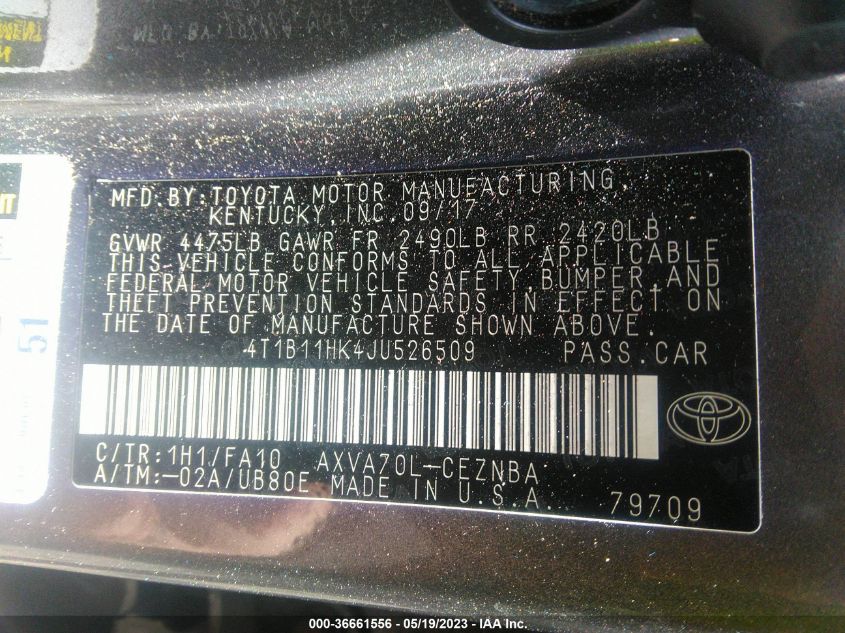 MFD. BY: TOYOTA MOTOR MANUFACTURING,
KENTUCKY, INC. 09/17
GVWR 4475LB GAWR FR 2490LB RR 2420LB
THIS VEHICLE CONFORMS TO ALL APPLICABLE
FEDERAL MOTOR VEHICLE SAFETY, BUMPER, AND
THEFT PREVENTION STANDARDS IN EFFECT ON
THE DATE OF MANUFACTURE SHOWN ABOVE.
4T1B11HK4JU526509 PASS.CAR
C/TR:1H1/FA10 AXVA70L-CEZNBA
A/TM:-02A/UB80E MADE IN U.S.A. 79709
51
000-36661556 — 05/19/2023 — IAA Inc.